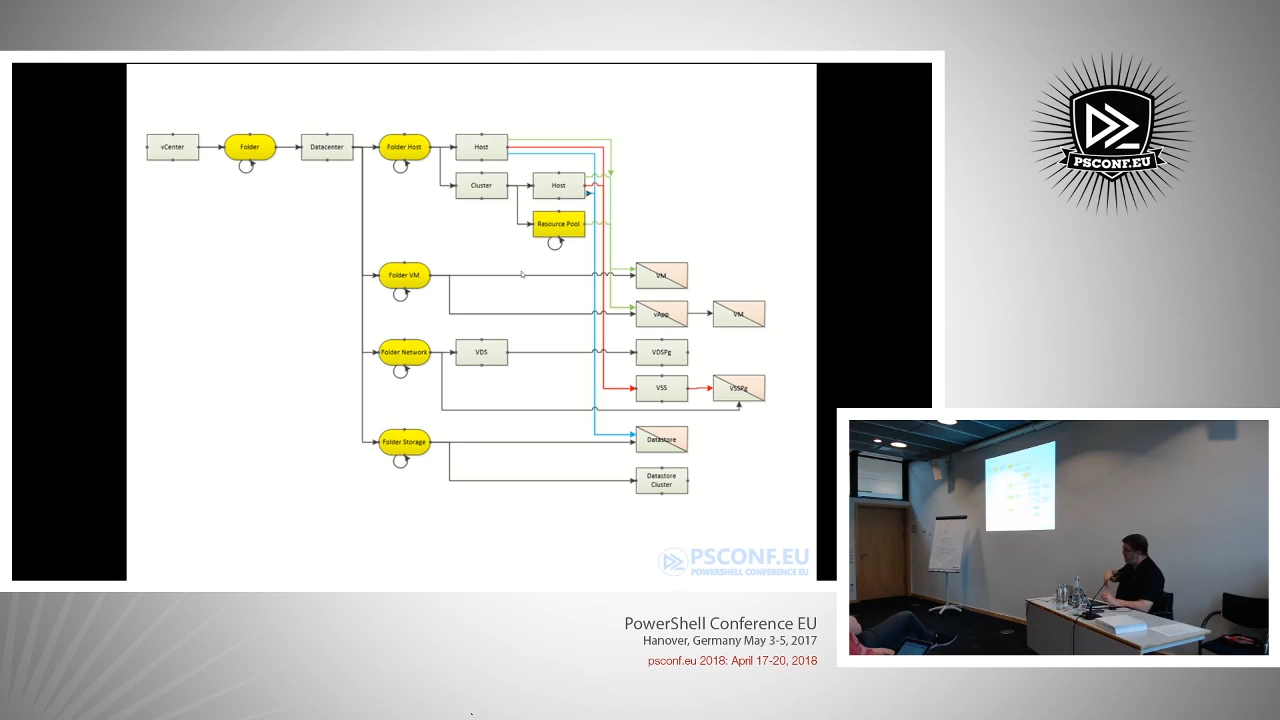 vCenter
Folder
Datacenter
Folder Host
Host
Cluster
Host
Resource Pool
Folder VM
VM
vApp
VM
Folder Network
VDS
VDSPg
VSS
VSSPg
Folder Storage
Datastore
Datastore
Cluster
PSCONF.EU
POWERSHELL CONFERENCE EU
PSCONF.EU
PowerShell Conference EU
Hanover, Germany May 3-5, 2017
psconf.eu 2018: April 17-20, 2018